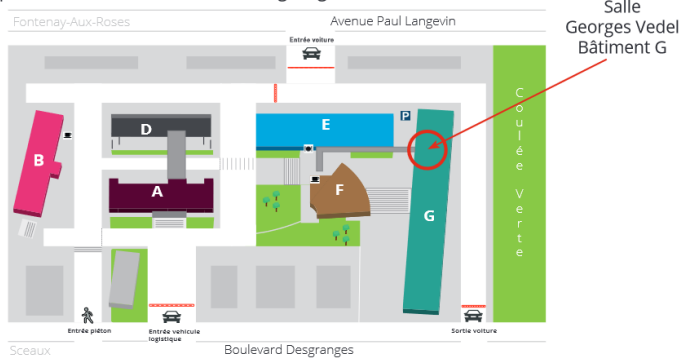 Salle
Georges Vedel
Bâtiment G
Fontenay-Aux-Roses
Avenue Paul Langevin
Entrée voiture
Coulée Verte
P
D
E
B
A
F
G
Entrée piéton
Entrée vehicule
logistique
Sortie voiture
Sceaux
Boulevard Desgranges